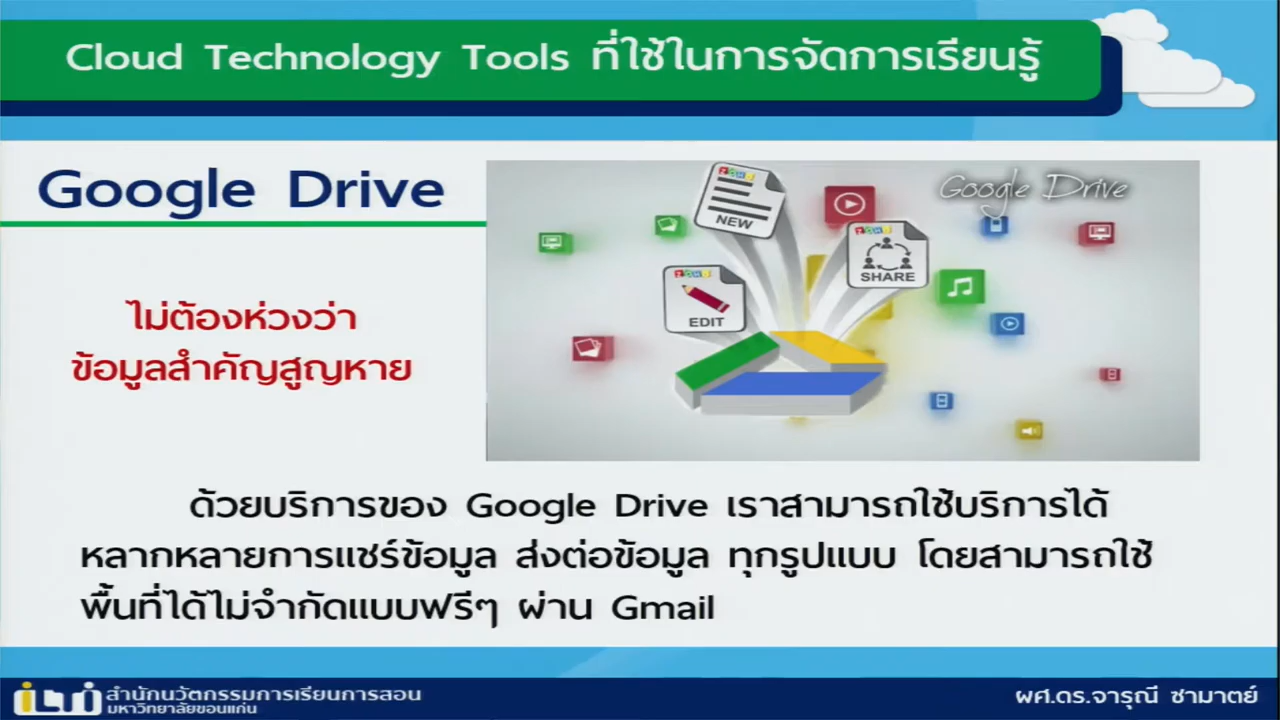 Cloud Technology Tools ที่ใช้ในการจัดการเรียนรู้
Google Drive
ไม่ต้องห่วงว่า
ข้อมูลสำคัญสูญหาย
Google Drive
NEW
SHARE
EDIT
ด้วยบริการของ Google Drive เราสามารถใช้บริการได้
หลากหลายการแชร์ข้อมูล ส่งต่อข้อมูล ทุกรูปแบบ โดยสามารถใช้
พื้นที่ได้ไม่จำกัดแบบฟรีๆ ผ่าน Gmail
สำนักนวัตกรรมการเรียนการสอน
มหาวิทยาลัยขอนแก่น
ผศ.ดร.จารุณี ซามาตย์